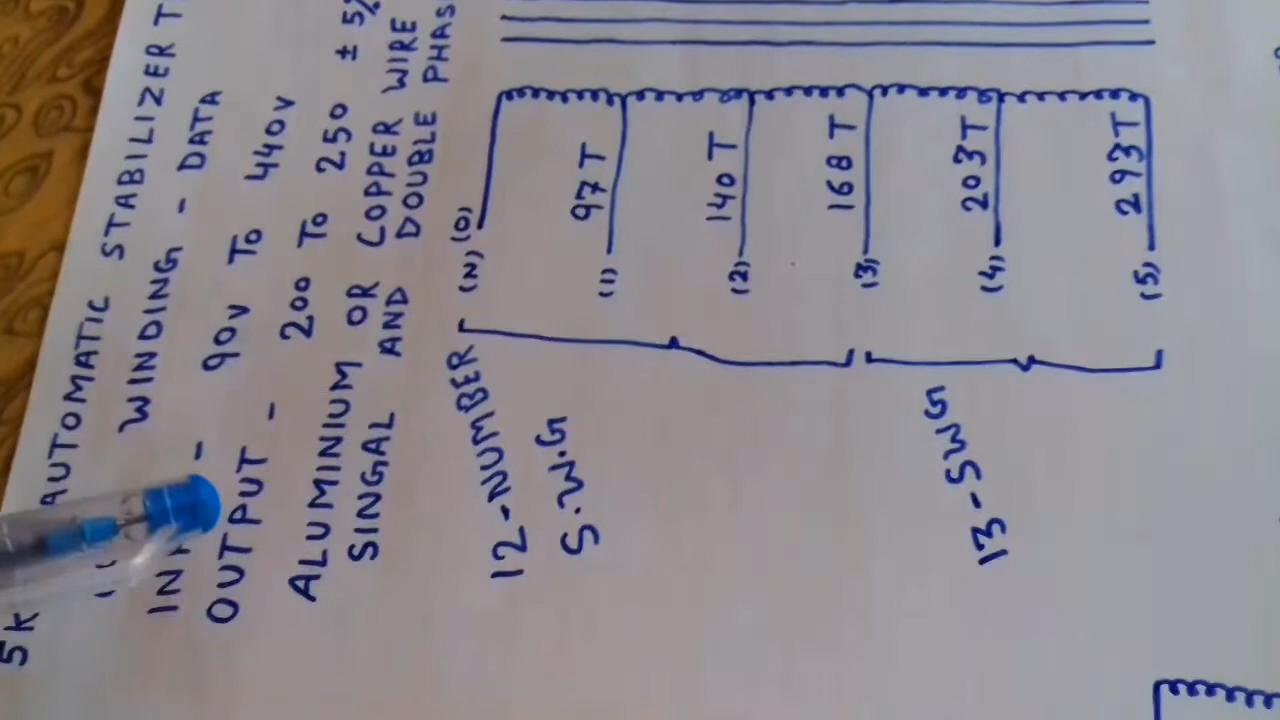 5K AUTOMATIC STABILIZER
WINDING - DATA
- 90V TO 440V
OUTPUT - 200 TO 250 ± 5%
ALUMINIUM OR COPPER WIRE
SINGAL AND DOUBLE PHAS
(N) (0)
97 T
(1)
140 T
(2)
168 T
(3)
203 T
(4)
293 T
(5)
12-NUMBER
S.W.G
13-SWG